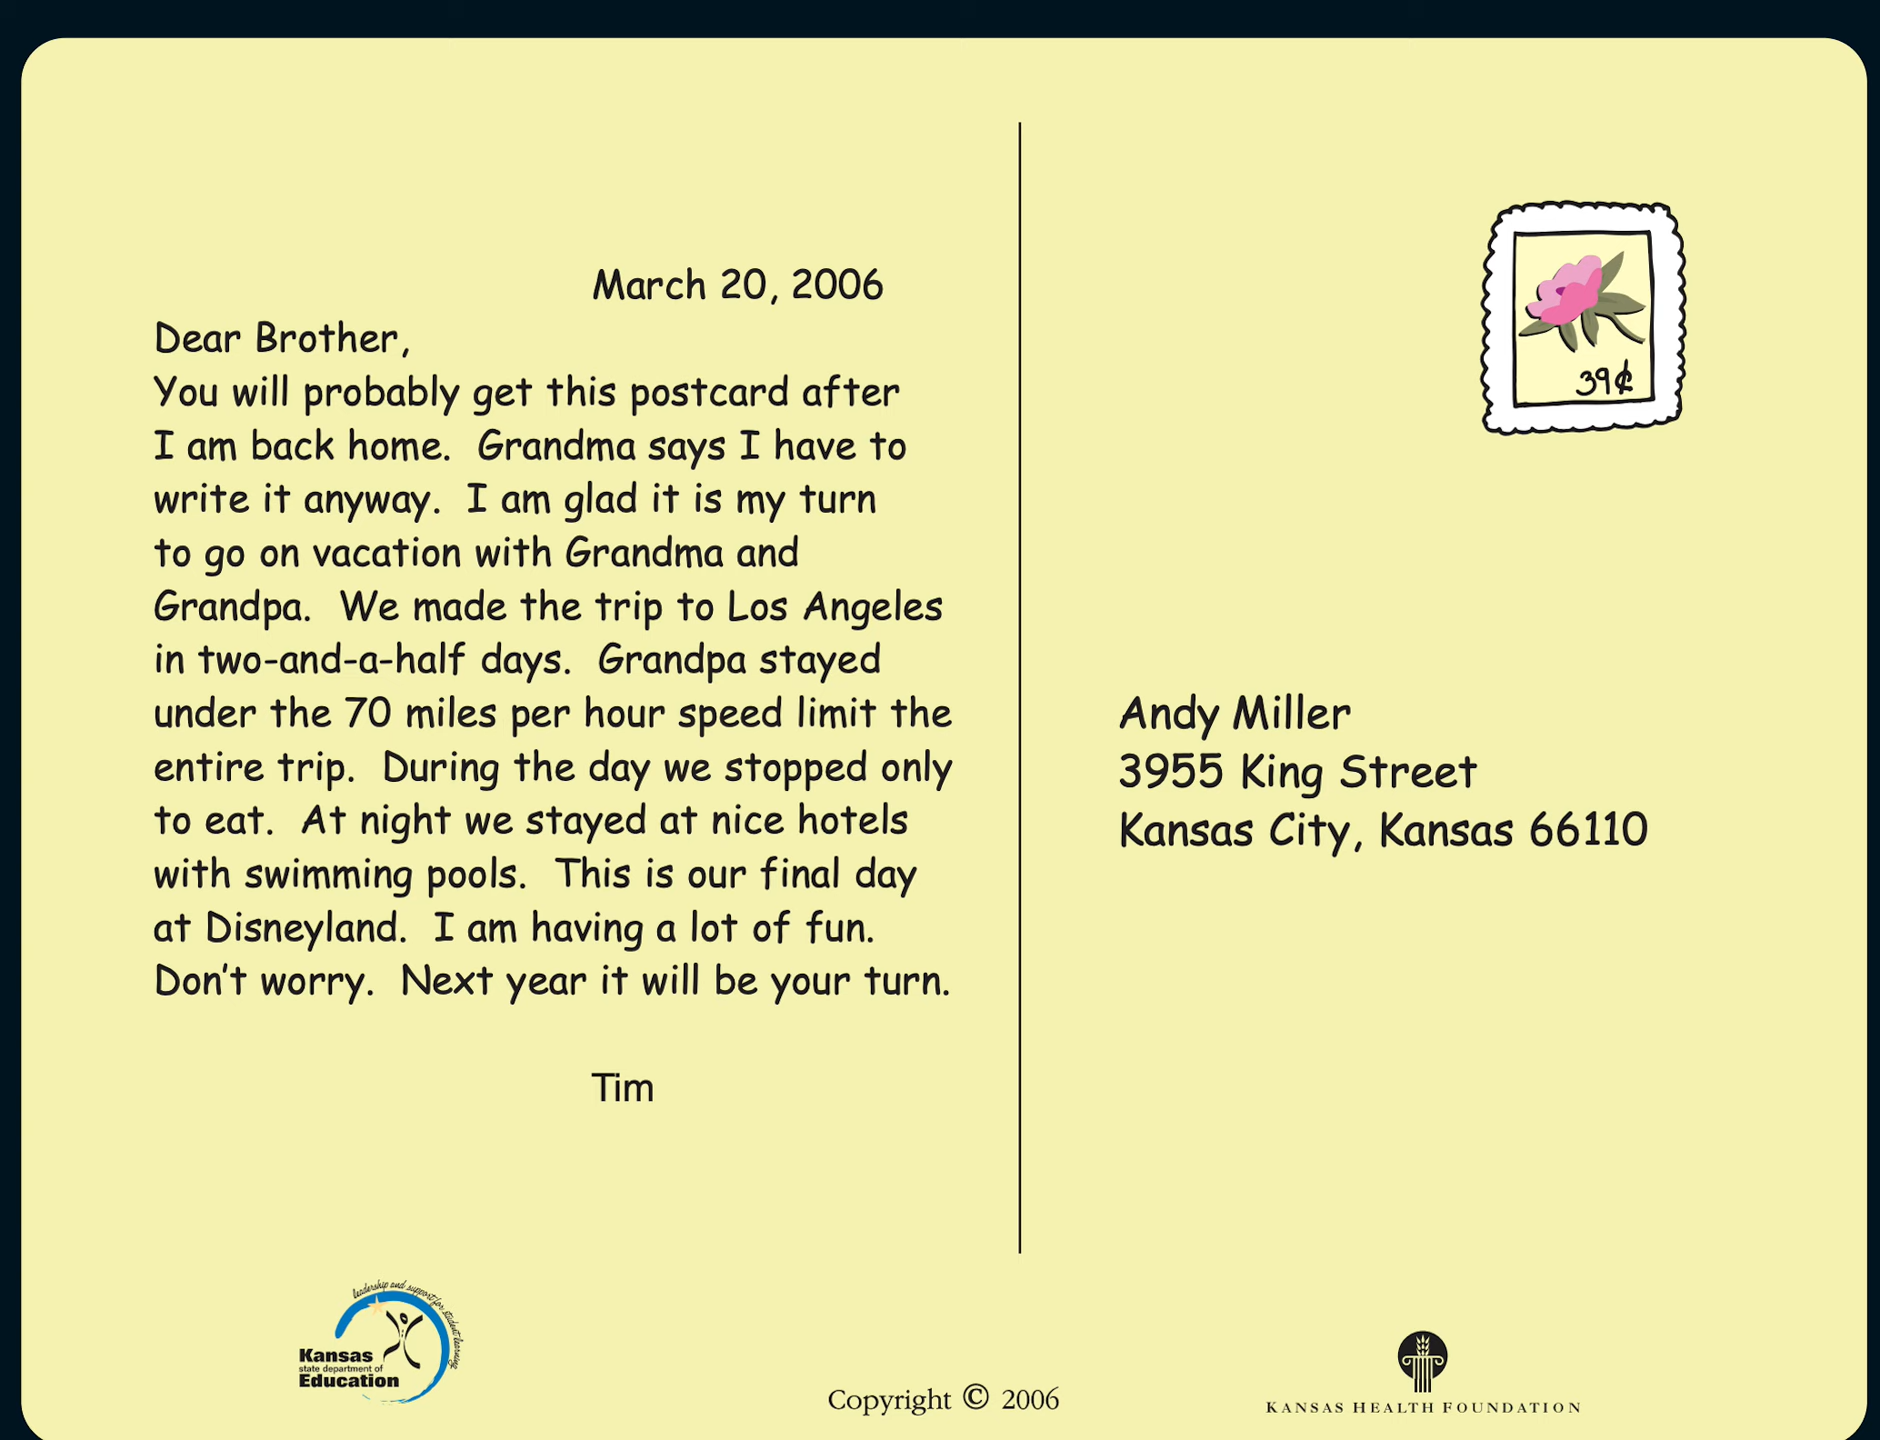 March 20, 2006
Dear Brother,
You will probably get this postcard after
I am back home.  Grandma says I have to
write it anyway.  I am glad it is my turn
to go on vacation with Grandma and
Grandpa.  We made the trip to Los Angeles
in two-and-a-half days.  Grandpa stayed
under the 70 miles per hour speed limit the
entire trip.  During the day we stopped only
to eat.  At night we stayed at nice hotels
with swimming pools.  This is our final day
at Disneyland.  I am having a lot of fun.
Don't worry.  Next year it will be your turn.
Tim
39¢
Andy Miller
3955 King Street
Kansas City, Kansas 66110
leadership and support for student learning
Kansas
state department of
Education
Copyright © 2006
KANSAS HEALTH FOUNDATION